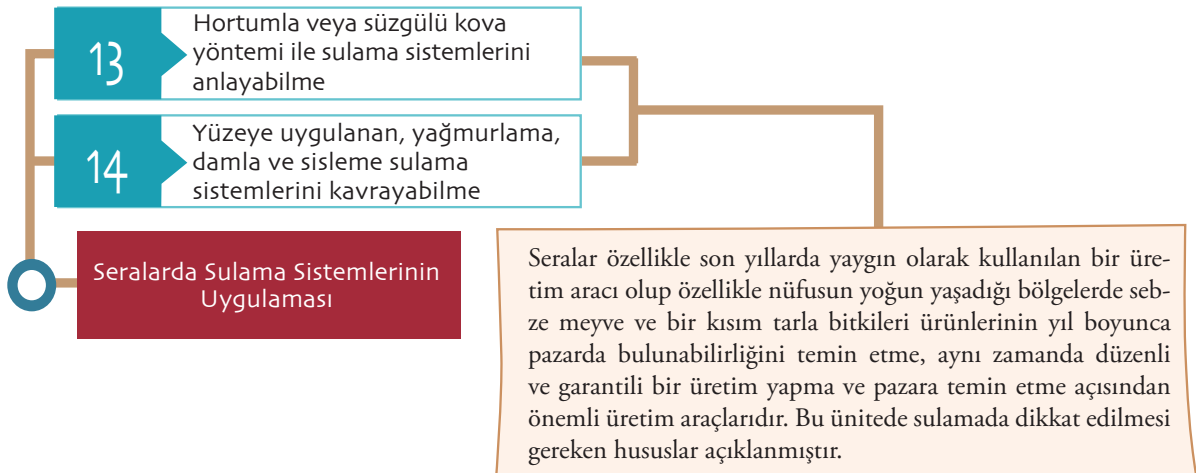 13
Hortumla veya süzgülü kova
yöntemi ile sulama sistemlerini
anlayabilme
14
Yüzeye uygulanan, yağmurlama,
damla ve sisleme sulama
sistemlerini kavrayabilme
Seralarda Sulama Sistemlerinin
Uygulaması
Seralar özellikle son yıllarda yaygın olarak kullanılan bir üre-
tim aracı olup özellikle nüfusun yoğun yaşadığı bölgelerde seb-
ze meyve ve bir kısım tarla bitkileri ürünlerinin yıl boyunca
pazarda bulunabilirliğini temin etme, aynı zamanda düzenli
ve garantili bir üretim yapma ve pazara temin etme açısından
önemli üretim araçlarıdır. Bu ünitede sulamada dikkat edilmesi
gereken hususlar açıklanmıştır.